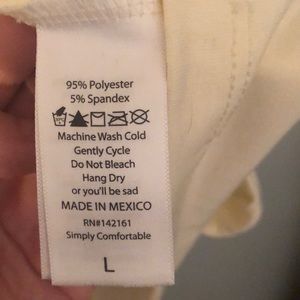 95% Polyester
5% Spandex
Machine Wash Cold
Gently Cycle
Do Not Bleach
Hang Dry
or you'll be sad
MADE IN MEXICO
RN#142161
Simply Comfortable
L